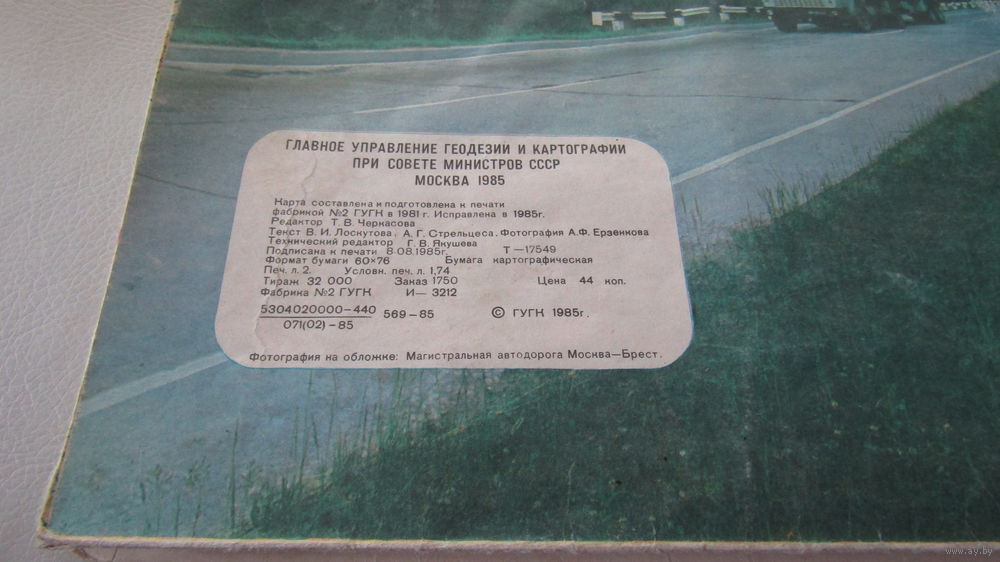 ГЛАВНОЕ УПРАВЛЕНИЕ ГЕОДЕЗИИ И КАРТОГРАФИИ
ПРИ СОВЕТЕ МИНИСТРОВ СССР
МОСКВА 1985
Карта составлена и подготовлена к печати
фабрикой №2 ГУГК в 1981 г. Исправлена в 1985г.
Редактор Т. В. Черкасова
Текст В. И. Лоскутова, А. Г. Стрельцеса. Фотография А.Ф. Ерзенкова
Технический редактор Г. В. Якушева
Подписана к печати 8.08.1985г. Т—17549
Формат бумаги 60×76 Бумага картографическая
Печ. л. 2. Условн. печ. л. 1,74
Тираж 32 000 Заказ 1750 Цена 44 коп.
Фабрика №2 ГУГК И— 3212
5304020000-440
071(02)-85
569-85 © ГУГК 1985г.
Фотография на обложке: Магистральная автодорога Москва—Брест.
www.ay.by